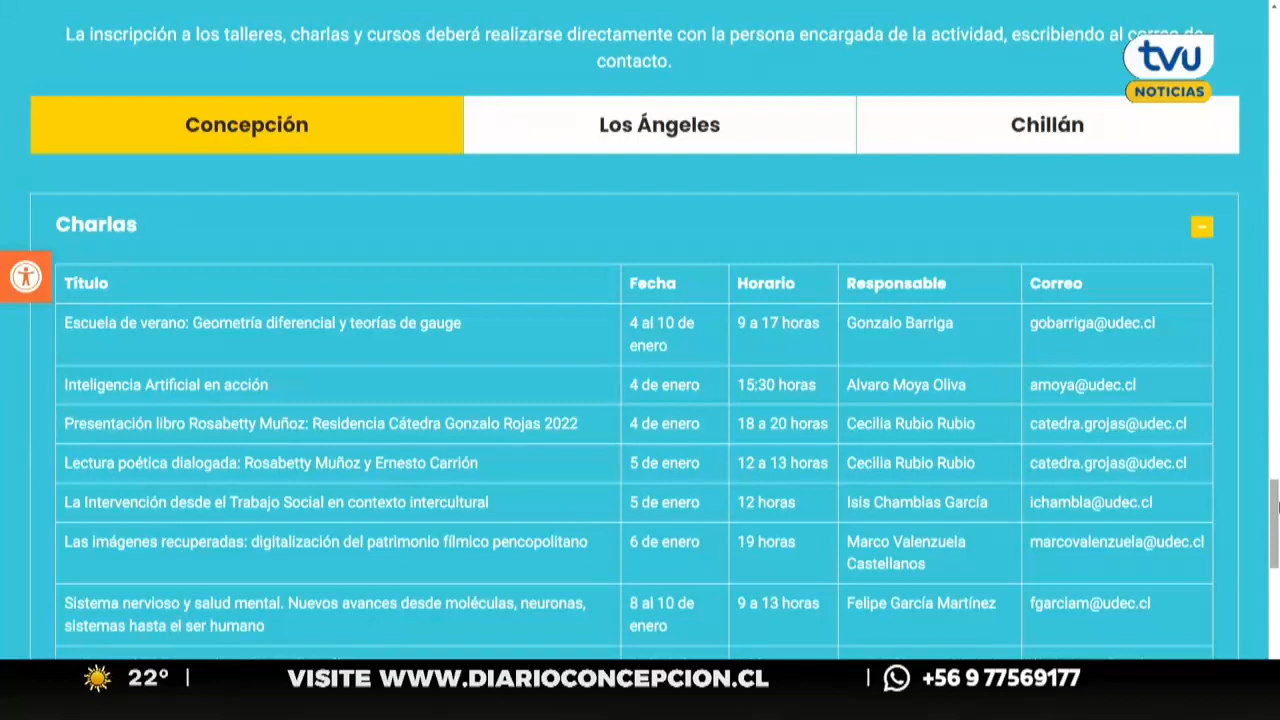 La inscripción a los talleres, charlas y cursos deberá realizarse directamente con la persona encargada de la actividad, escribiendo al correo de
contacto.
tvu
NOTICIAS
Concepción
Los Ángeles
Chillán
Charlas
Título Fecha Horario Responsable Correo
Escuela de verano: Geometría diferencial y teorías de gauge 4 al 10 de 9 a 17 horas Gonzalo Barriga gobarriga@udec.cl
enero
Inteligencia Artificial en acción 4 de enero 15:30 horas Alvaro Moya Oliva amoya@udec.cl
Presentación libro Rosabetty Muñoz: Residencia Cátedra Gonzalo Rojas 2022 4 de enero 18 a 20 horas Cecilia Rubio Rubio catedra.grojas@udec.cl
Lectura poética dialogada: Rosabetty Muñoz y Ernesto Carrión 5 de enero 12 a 13 horas Cecilia Rubio Rubio catedra.grojas@udec.cl
La Intervención desde el Trabajo Social en contexto intercultural 5 de enero 12 horas Isis Chamblas García ichambla@udec.cl
Las imágenes recuperadas: digitalización del patrimonio fílmico pencopolitano 6 de enero 19 horas Marco Valenzuela marcovalenzuela@udec.cl
Castellanos
Sistema nervioso y salud mental. Nuevos avances desde moléculas, neuronas, 8 al 10 de 9 a 13 horas Felipe García Martínez fgarciam@udec.cl
sistemas hasta el ser humano enero
22° | VISITE WWW.DIARIOCONCEPCION.CL | +56 9 77569177